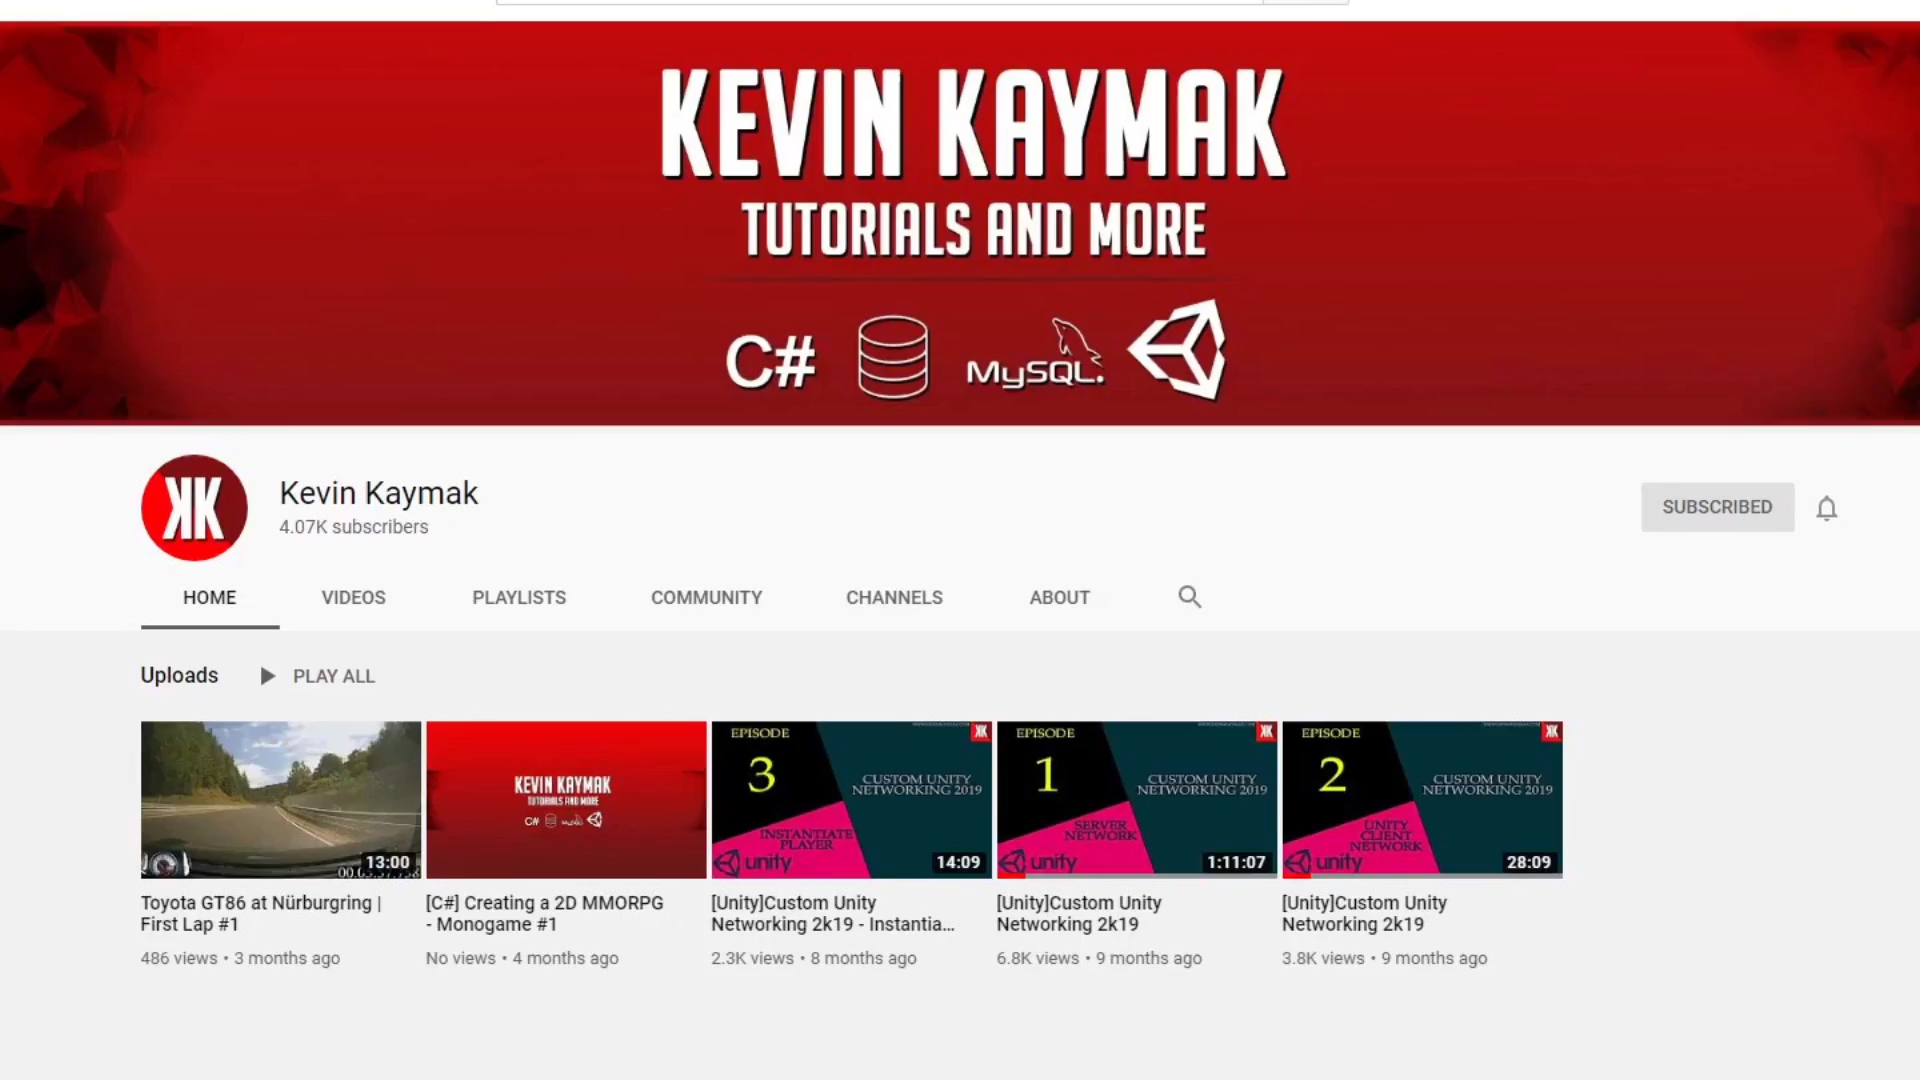 KEVIN KAYMAK
TUTORIALS AND MORE
C#
MySQL.
KK
Kevin Kaymak
4.07K subscribers
SUBSCRIBED
HOME
VIDEOS
PLAYLISTS
COMMUNITY
CHANNELS
ABOUT
Uploads
PLAY ALL
13:00
Toyota GT86 at Nürburgring |
First Lap #1
486 views • 3 months ago
KEVIN KAYMAK
TUTORIALS AND MORE
C#
[C#] Creating a 2D MMORPG
- Monogame #1
No views • 4 months ago
EPISODE
3
CUSTOM UNITY
NETWORKING 2019
INSTANTIATE
PLAYER
unity
14:09
[Unity]Custom Unity
Networking 2k19 - Instantia...
2.3K views • 8 months ago
EPISODE
1
CUSTOM UNITY
NETWORKING 2019
SERVER
NETWORK
unity
1:11:07
[Unity]Custom Unity
Networking 2k19
6.8K views • 9 months ago
EPISODE
2
CUSTOM UNITY
NETWORKING 2019
UNITY
CLIENT
NETWORK
unity
28:09
[Unity]Custom Unity
Networking 2k19
3.8K views • 9 months ago